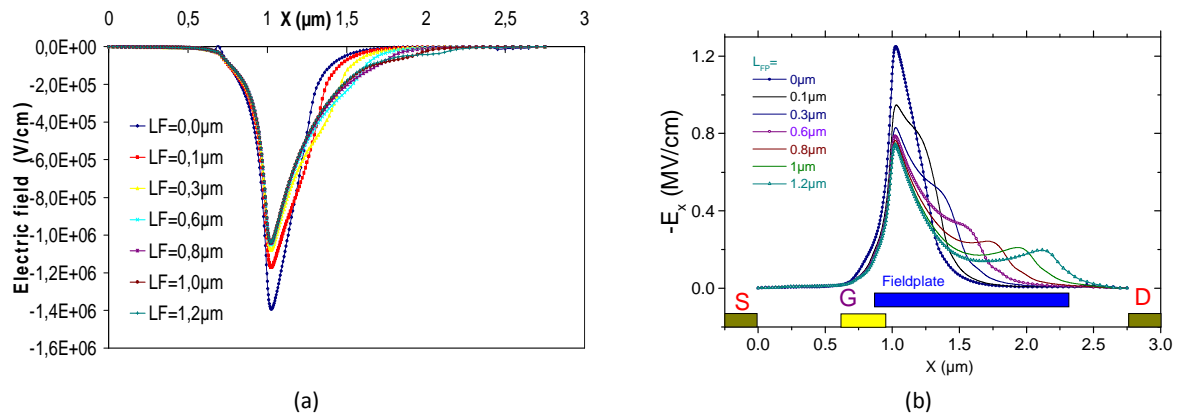 0 0,5 1 X (µm) 1,5 2 2,5 3
0,0E+00
-2,0E+05
-4,0E+05
-6,0E+05
-8,0E+05
-1,0E+06
-1,2E+06
-1,4E+06
-1,6E+06
Electric field (V/cm)
LF=0,0µm
LF=0,1µm
LF=0,3µm
LF=0,6µm
LF=0,8µm
LF=1,0µm
LF=1,2µm
(a)
1.2
0.8
0.4
0.0
-Eₓ (MV/cm)
L_FP=
0µm
0.1µm
0.3µm
0.6µm
0.8µm
1µm
1.2µm
Fieldplate
S G D
0.0 0.5 1.0 1.5 2.0 2.5 3.0
X (µm)
(b)